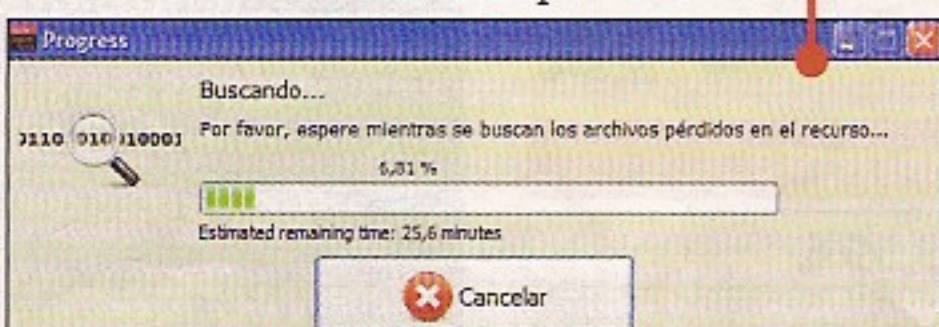 Progress
Buscando...
0110 010 010001
Por favor, espere mientras se buscan los archivos pérdidos en el recurso...
6,81 %
Estimated remaining time: 25,6 minutes
Cancelar